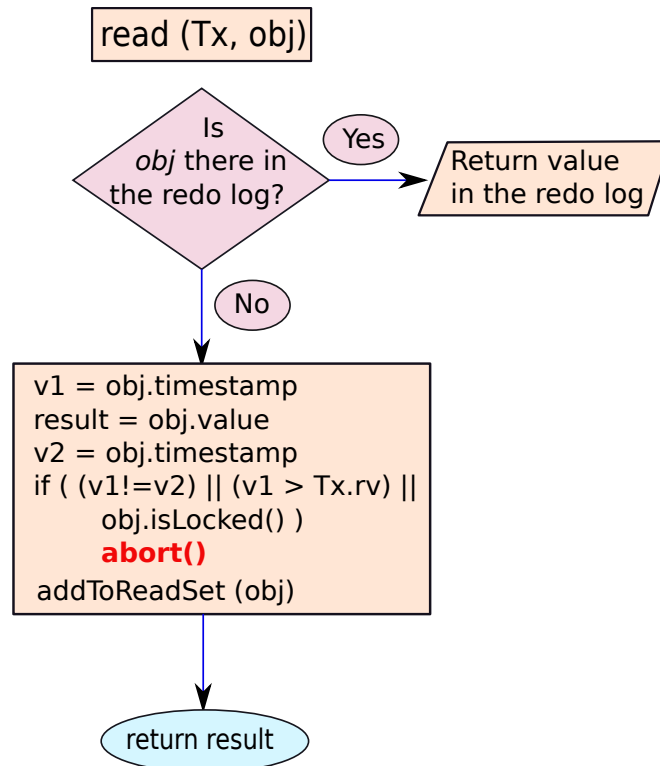 read (Tx, obj)
Is
obj there in
the redo log?
Yes
Return value
in the redo log
No
v1 = obj.timestamp
result = obj.value
v2 = obj.timestamp
if ( (v1!=v2) || (v1 > Tx.rv) ||
obj.isLocked() )
abort()
addToReadSet (obj)
return result